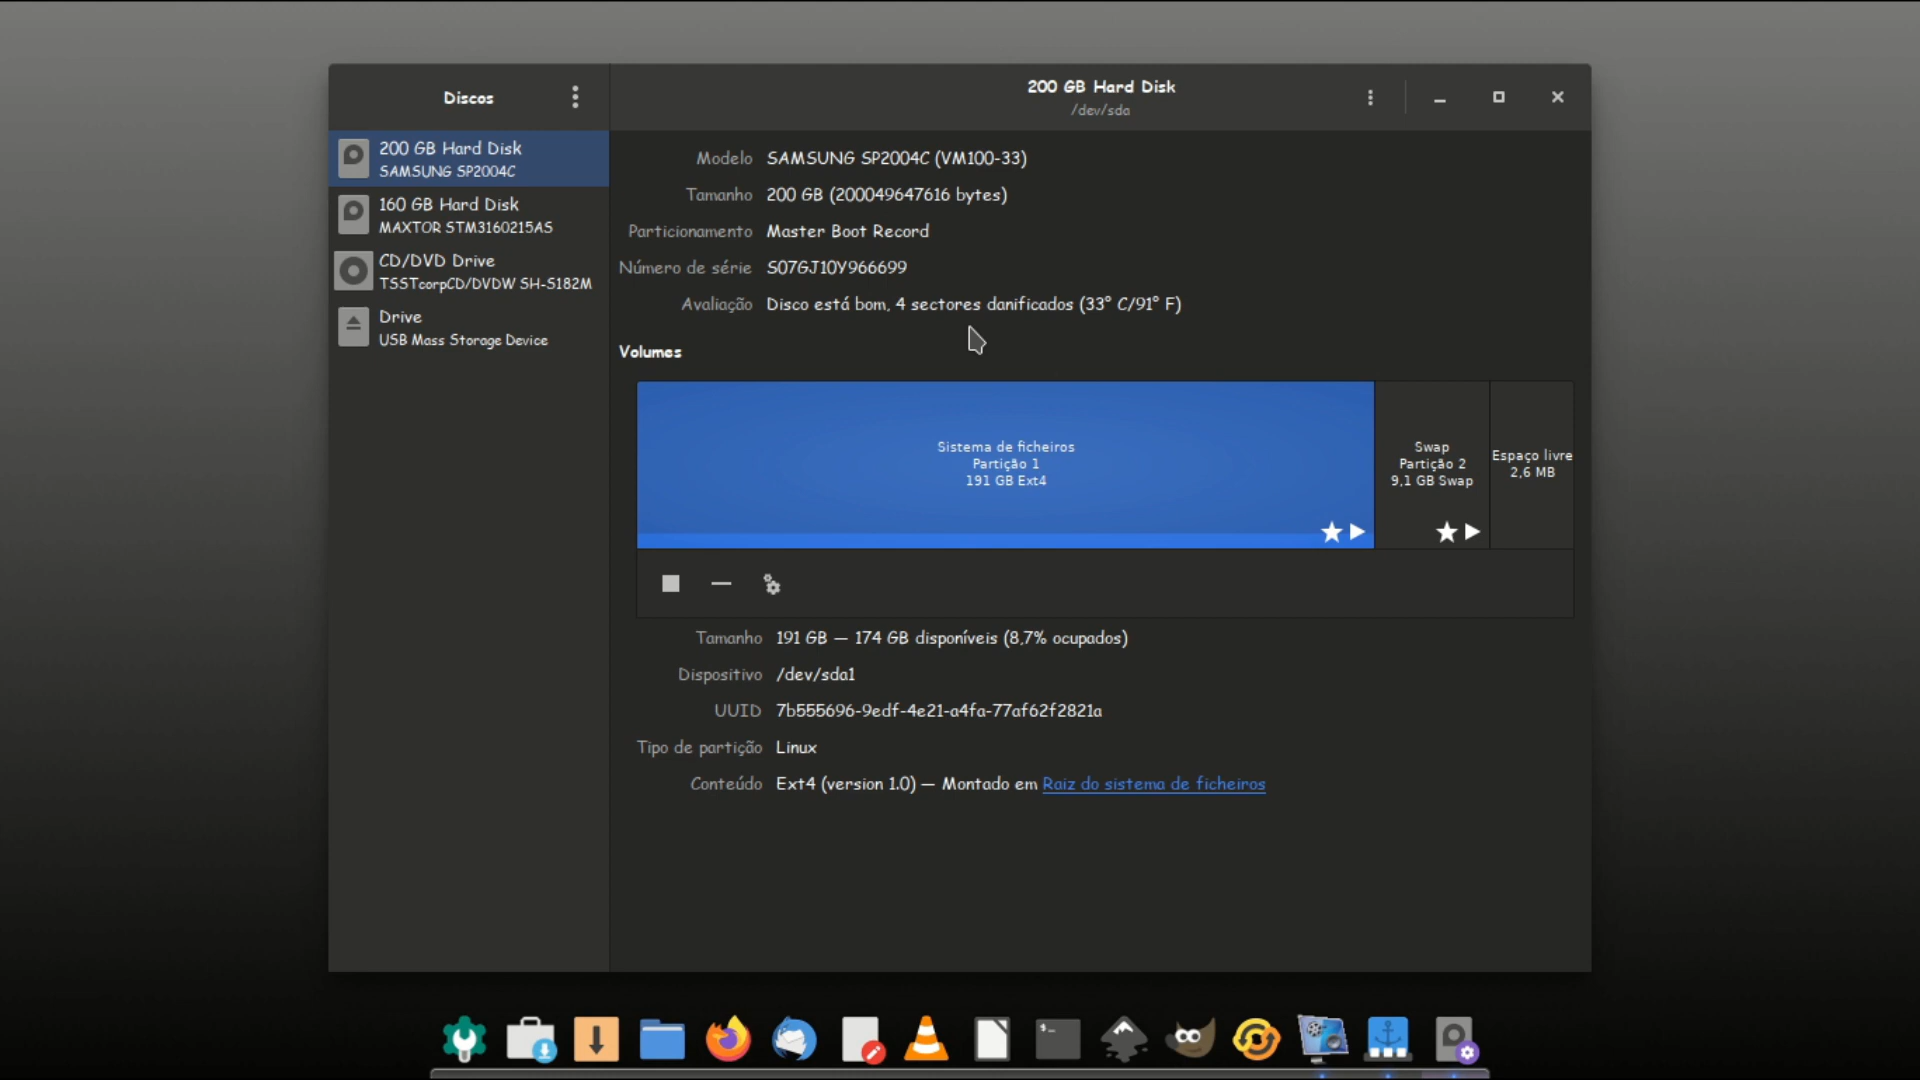 Discos
200 GB Hard Disk
/dev/sda
200 GB Hard Disk
SAMSUNG SP2004C
160 GB Hard Disk
MAXTOR STM3160215AS
CD/DVD Drive
TSSTcorpCD/DVDW SH-S182M
Drive
USB Mass Storage Device
Modelo SAMSUNG SP2004C (VM100-33)
Tamanho 200 GB (200049647616 bytes)
Particionamento Master Boot Record
Número de série S07GJ10Y966699
Avaliação Disco está bom, 4 sectores danificados (33° C/91° F)
Volumes
Sistema de ficheiros
Partição 1
191 GB Ext4
Swap
Partição 2
9,1 GB Swap
Espaço livre
2,6 MB
Tamanho 191 GB — 174 GB disponíveis (8,7% ocupados)
Dispositivo /dev/sda1
UUID 7b555696-9edf-4e21-a4fa-77af62f2821a
Tipo de partição Linux
Conteúdo Ext4 (version 1.0) — Montado em Raiz do sistema de ficheiros
$_